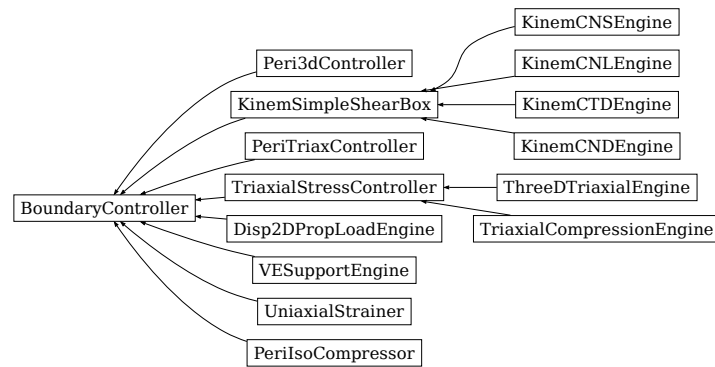 KinemCNSEngine
Peri3dController
KinemCNLEngine
KinemSimpleShearBox
KinemCTDEngine
PeriTriaxController
KinemCNDEngine
TriaxialStressController
ThreeDTriaxialEngine
BoundaryController
Disp2DPropLoadEngine
TriaxialCompressionEngine
VESupportEngine
UniaxialStrainer
PeriIsoCompressor